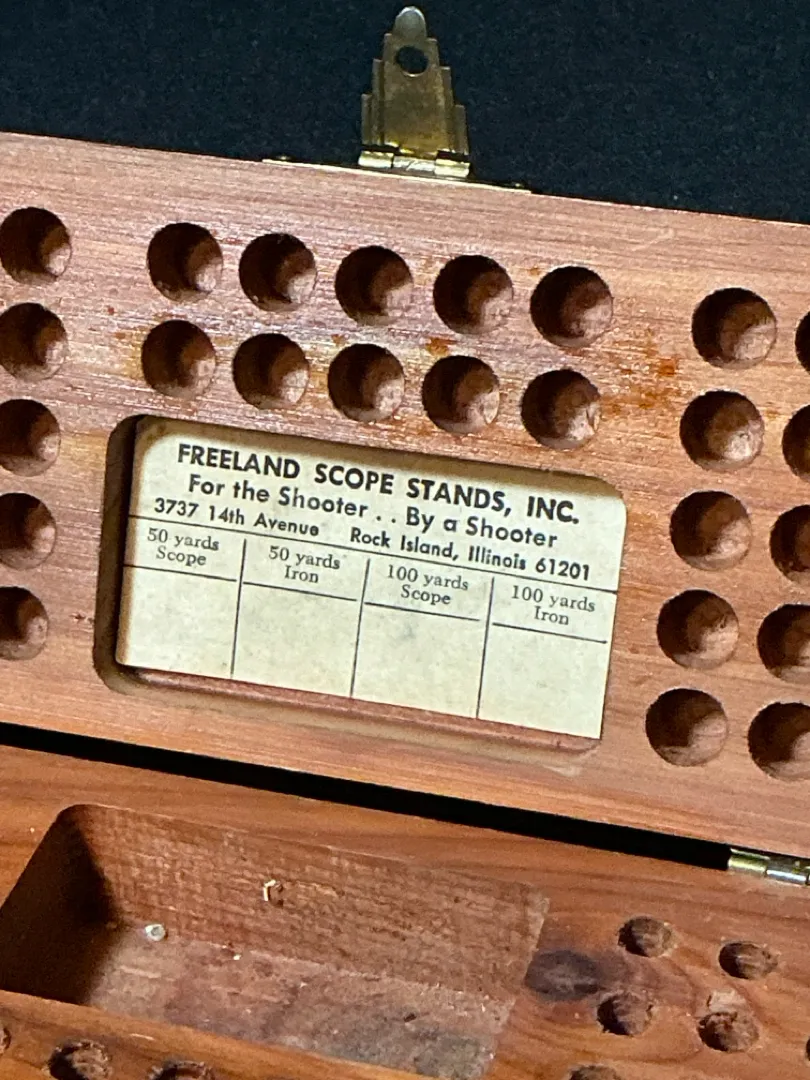 FREELAND SCOPE STANDS, INC.
For the Shooter . . By a Shooter
3737 14th Avenue Rock Island, Illinois 61201
50 yards Scope
50 yards Iron
100 yards Scope
100 yards Iron